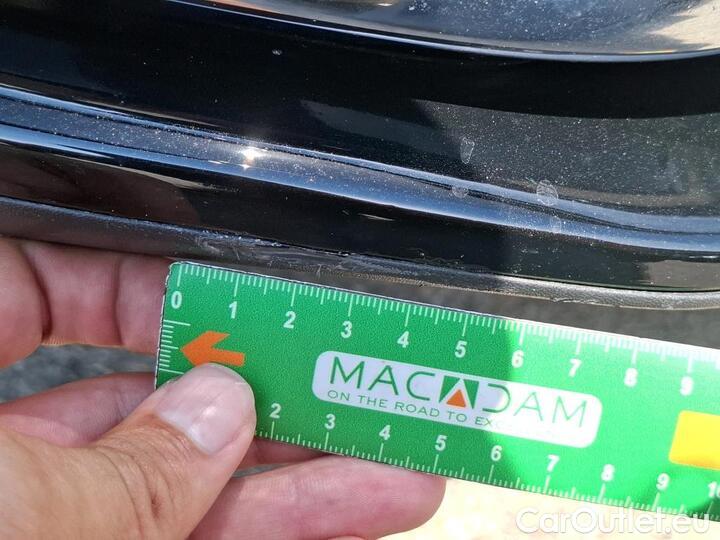 0 1 2 3 4 5 6 7 8 9
MACADAM
ON THE ROAD TO
2 3 4 5 6 7 8 9 10
CarOutlet.eu